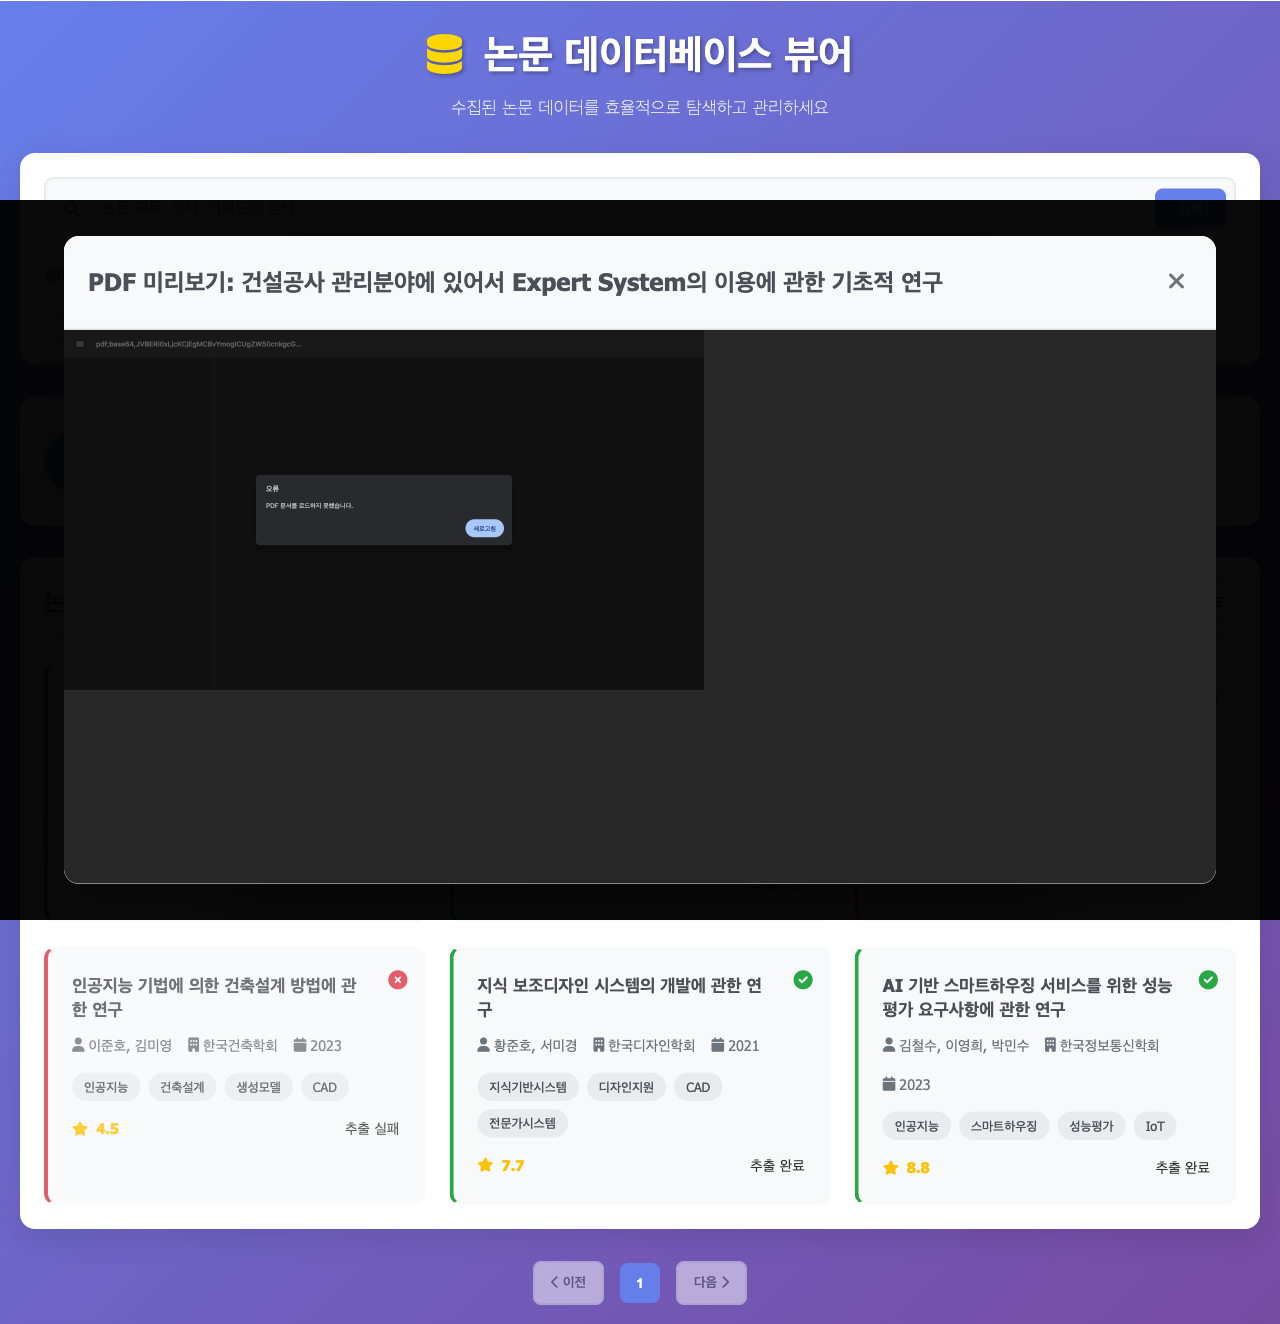 논문 데이터베이스 뷰어
수집된 논문 데이터를 효율적으로 탐색하고 관리하세요
PDF 미리보기: 건설공사 관리분야에 있어서 Expert System의 이용에 관한 기초적 연구
오류
PDF 문서를 로드하지 못했습니다.
새로고침
인공지능 기법에 의한 건축설계 방법에 관
한 연구
이준호, 김미영 한국건축학회 2023
인공지능 건축설계 생성모델 CAD
4.5 추출 실패
지식 보조디자인 시스템의 개발에 관한 연
구
황준호, 서미경 한국디자인학회 2021
지식기반시스템 디자인지원 CAD
전문가시스템
7.7 추출 완료
AI 기반 스마트하우징 서비스를 위한 성능
평가 요구사항에 관한 연구
김철수, 이영희, 박민수 한국정보통신학회
2023
인공지능 스마트하우징 성능평가 IoT
8.8 추출 완료
이전 1 다음